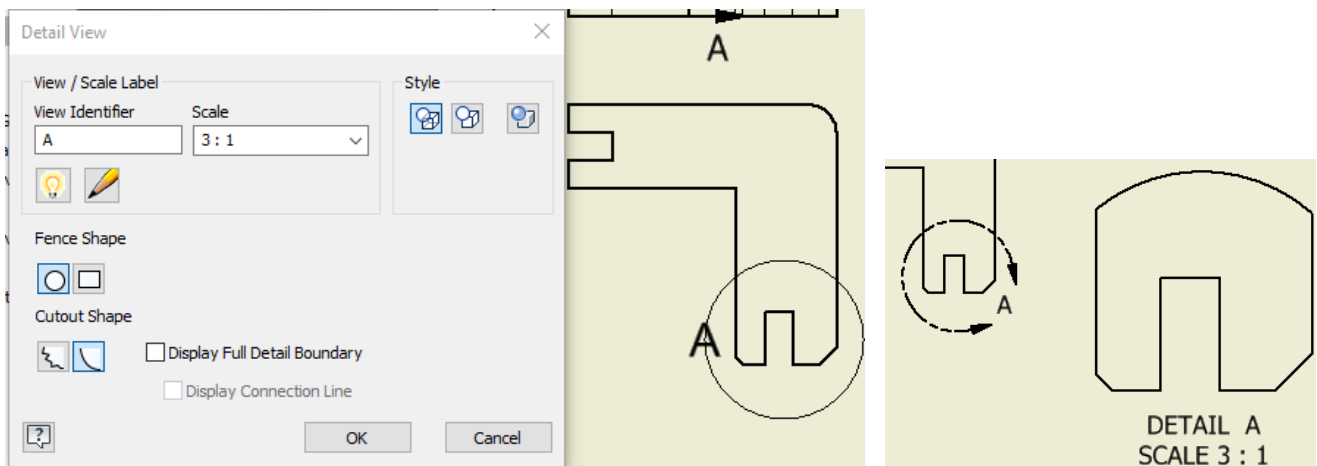 Detail View
View / Scale Label
View Identifier
Scale
A
3 : 1
Style
Fence Shape
Cutout Shape
Display Full Detail Boundary
Display Connection Line
OK
Cancel
A
A
A
DETAIL A
SCALE 3 : 1